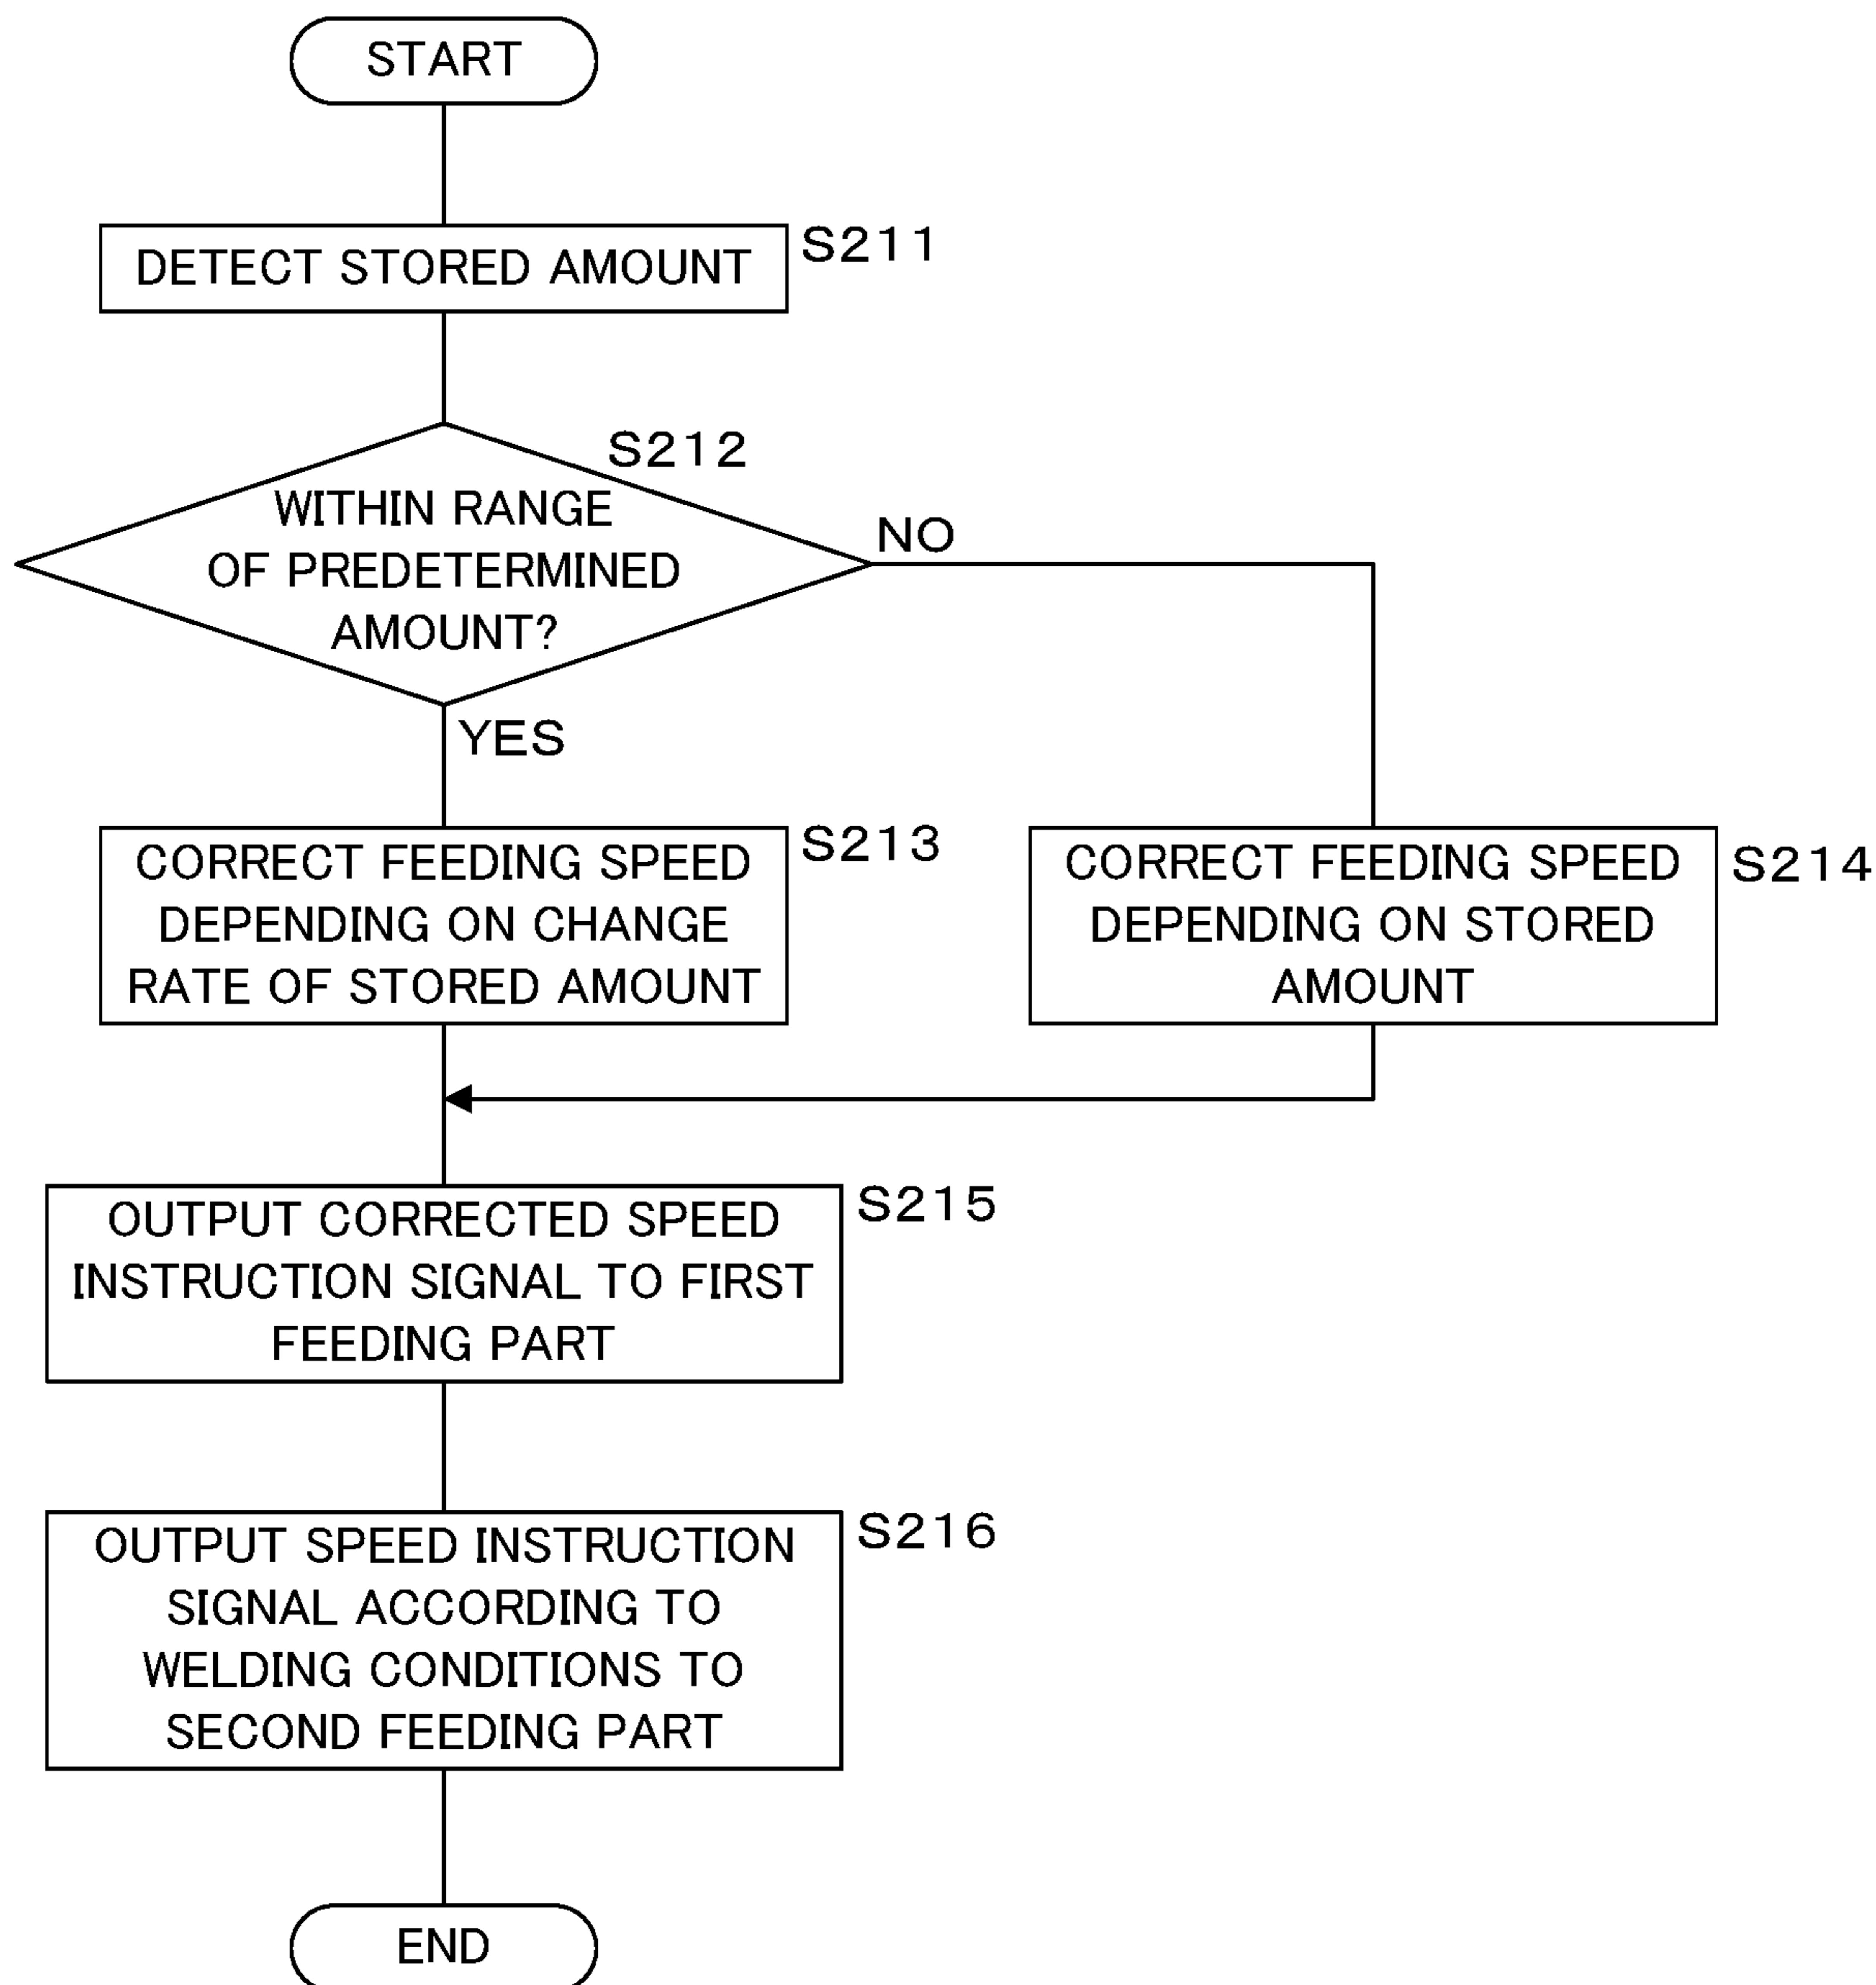 START
DETECT STORED AMOUNT
S211
S212
WITHIN RANGE
OF PREDETERMINED
AMOUNT?
NO
YES
CORRECT FEEDING SPEED
DEPENDING ON CHANGE
RATE OF STORED AMOUNT
S213
CORRECT FEEDING SPEED
DEPENDING ON STORED
AMOUNT
S214
OUTPUT CORRECTED SPEED
INSTRUCTION SIGNAL TO FIRST
FEEDING PART
S215
OUTPUT SPEED INSTRUCTION
SIGNAL ACCORDING TO
WELDING CONDITIONS TO
SECOND FEEDING PART
S216
END